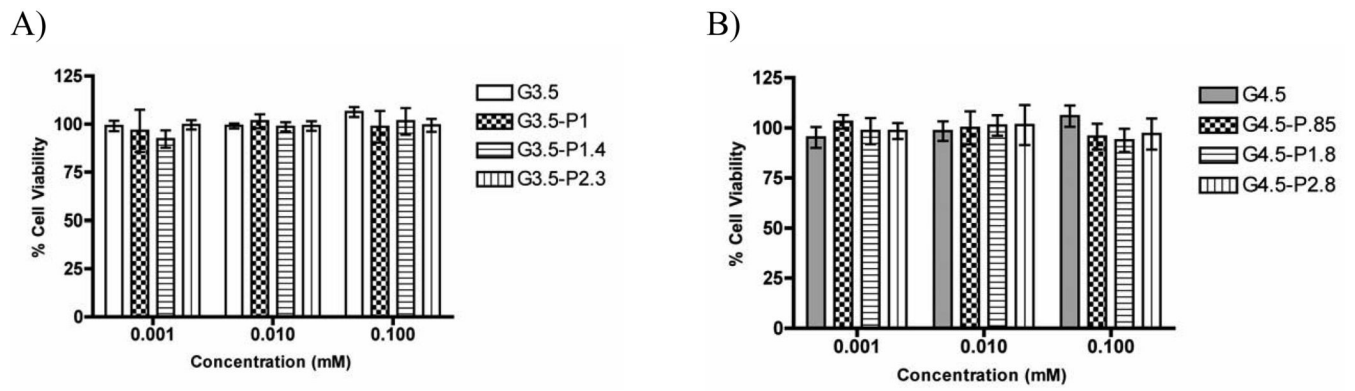 A)
125
100
75
50
25
0
% Cell Viability
0.001 0.010 0.100
Concentration (mM)
G3.5
G3.5-P1
G3.5-P1.4
G3.5-P2.3
B)
125
100
75
50
25
0
% Cell Viability
0.001 0.010 0.100
Concentration (mM)
G4.5
G4.5-P.85
G4.5-P1.8
G4.5-P2.8